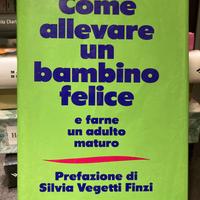 Come
allevare
un
bambino
felice
e farne
un adulto
maturo
Prefazione di
Silvia Vegetti Finzi